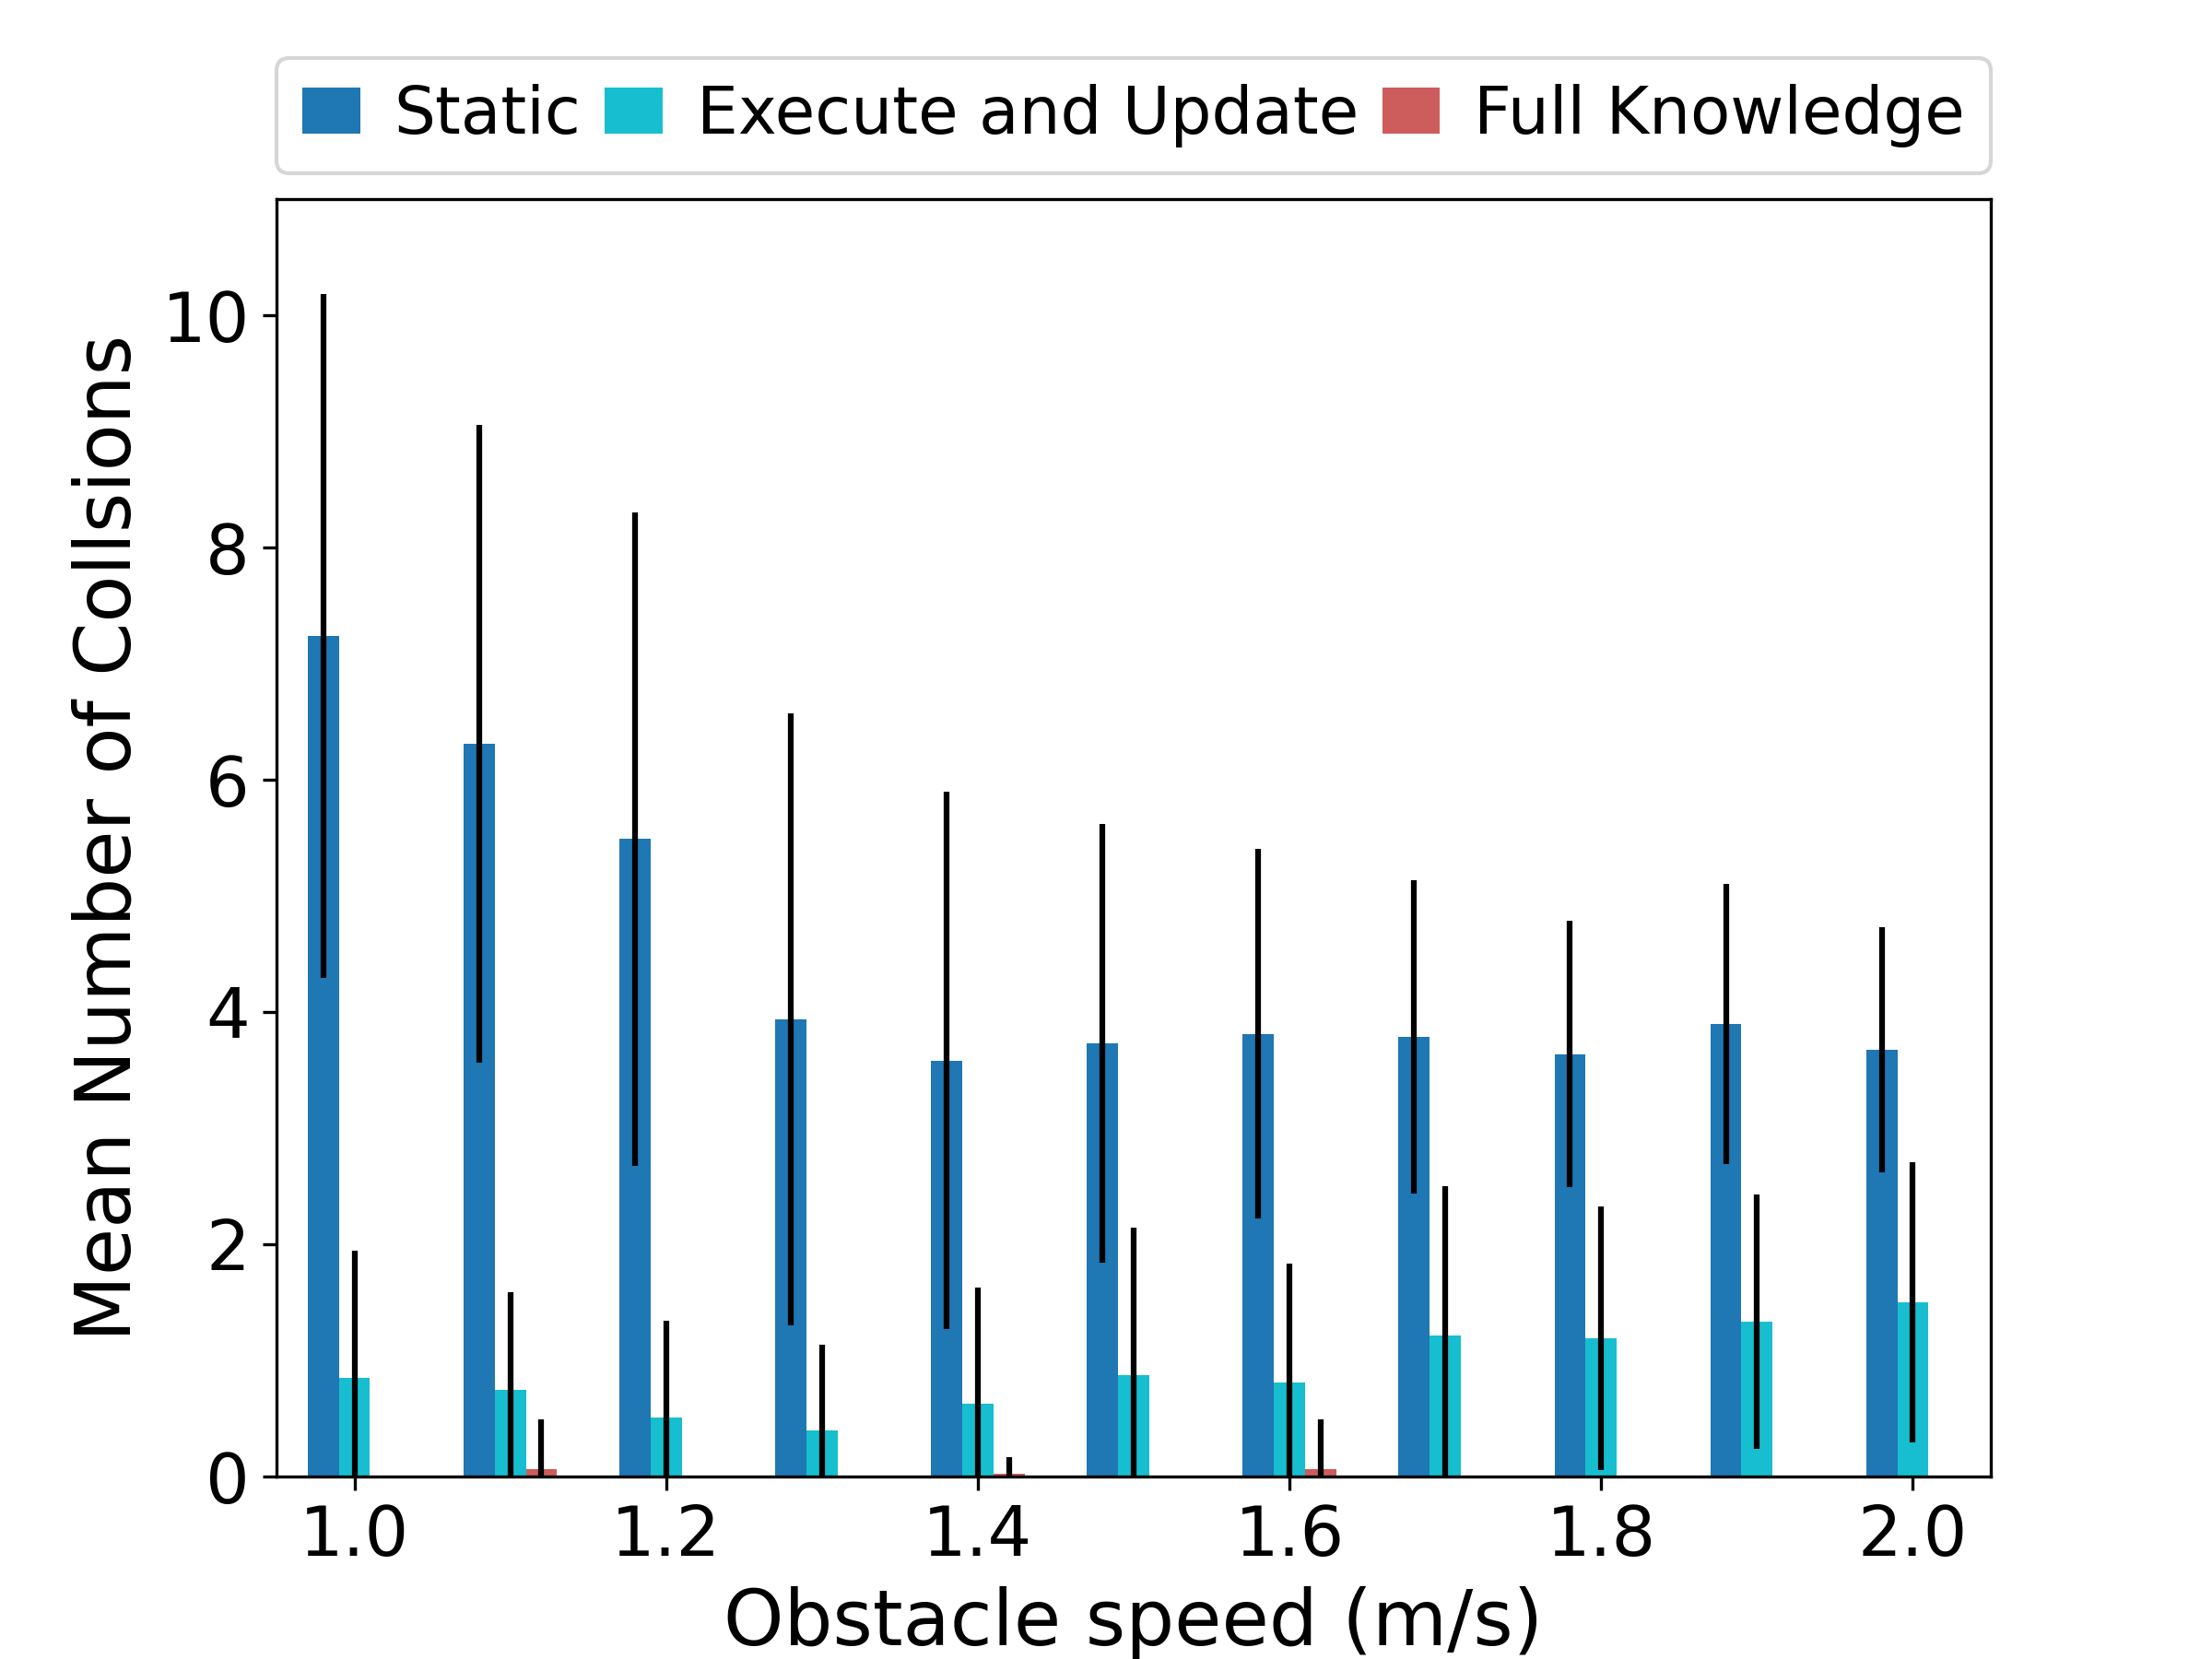 Static Execute and Update Full Knowledge
Mean Number of Collisions
10
8
6
4
2
0
1.0 1.2 1.4 1.6 1.8 2.0
Obstacle speed (m/s)